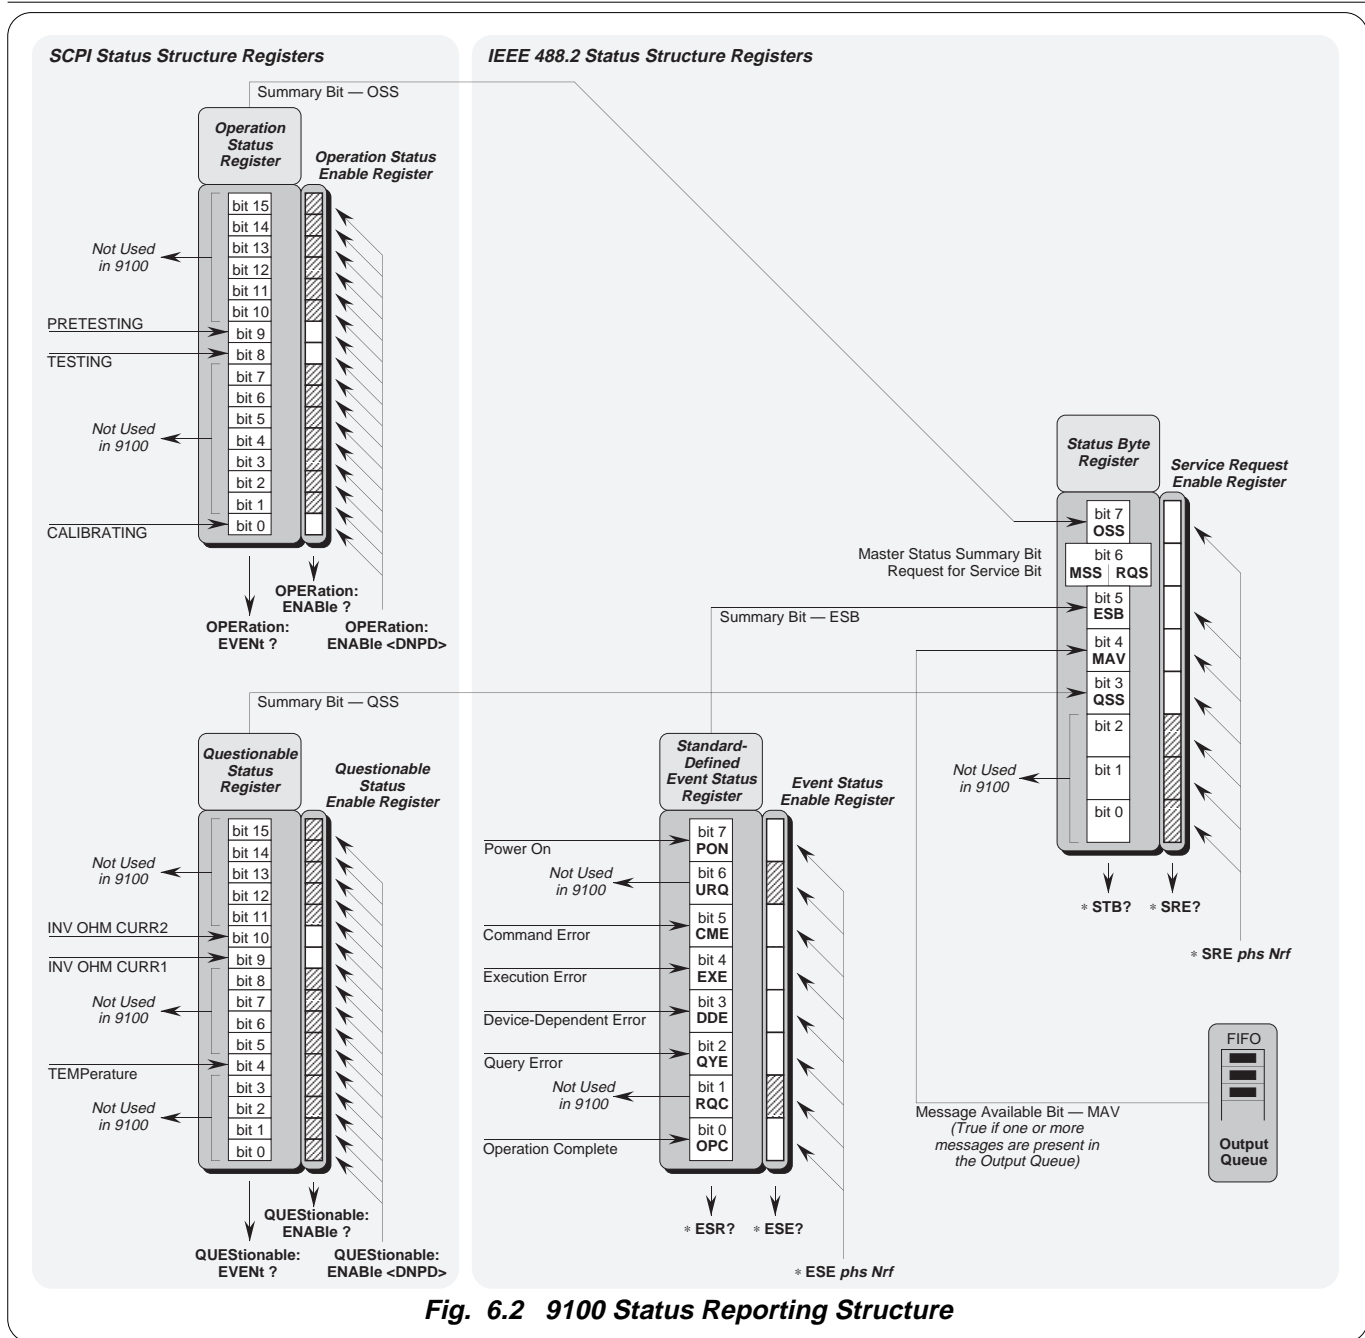 SCPI Status Structure Registers
IEEE 488.2 Status Structure Registers
Summary Bit — OSS
Operation
Status
Register
Operation Status
Enable Register
bit 15
bit 14
bit 13
bit 12
bit 11
bit 10
bit 9
bit 8
bit 7
bit 6
bit 5
bit 4
bit 3
bit 2
bit 1
bit 0
Not Used
in 9100
PRETESTING
TESTING
Not Used
in 9100
CALIBRATING
OPERation:
ENABle ?
OPERation:
EVENt ?
OPERation:
ENABle <DNPD>
Summary Bit — QSS
Questionable
Status
Register
Questionable
Status
Enable Register
bit 15
bit 14
bit 13
bit 12
bit 11
bit 10
bit 9
bit 8
bit 7
bit 6
bit 5
bit 4
bit 3
bit 2
bit 1
bit 0
Not Used
in 9100
INV OHM CURR2
INV OHM CURR1
Not Used
in 9100
TEMPerature
Not Used
in 9100
QUEStionable:
ENABle ?
QUEStionable:
EVENt ?
QUEStionable:
ENABle <DNPD>
Summary Bit — ESB
Standard-
Defined
Event Status
Register
Event Status
Enable Register
bit 7
PON
bit 6
URQ
bit 5
CME
bit 4
EXE
bit 3
DDE
bit 2
QYE
bit 1
RQC
bit 0
OPC
Power On
Not Used
in 9100
Command Error
Execution Error
Device-Dependent Error
Query Error
Not Used
in 9100
Operation Complete
* ESR?
* ESE?
* ESE phs Nrf
Status Byte
Register
Service Request
Enable Register
bit 7
OSS
bit 6
MSS RQS
bit 5
ESB
bit 4
MAV
bit 3
QSS
bit 2
bit 1
bit 0
Master Status Summary Bit
Request for Service Bit
Not Used
in 9100
* STB?
* SRE?
* SRE phs Nrf
FIFO
Output
Queue
Message Available Bit — MAV
(True if one or more
messages are present in
the Output Queue)
Fig. 6.2 9100 Status Reporting Structure